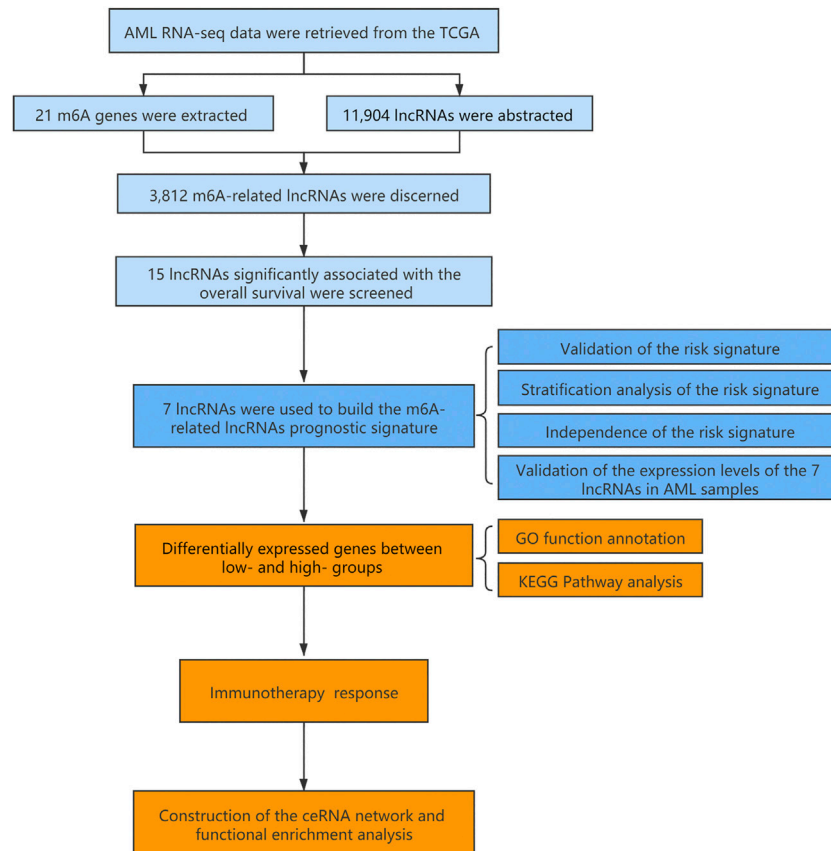 AML RNA-seq data were retrieved from the TCGA
21 m6A genes were extracted
11,904 lncRNAs were abstracted
3,812 m6A-related lncRNAs were discerned
15 lncRNAs significantly associated with the
overall survival were screened
7 lncRNAs were used to build the m6A-
related lncRNAs prognostic signature
Validation of the risk signature
Stratification analysis of the risk signature
Independence of the risk signature
Validation of the expression levels of the 7
lncRNAs in AML samples
Differentially expressed genes between
low- and high- groups
GO function annotation
KEGG Pathway analysis
Immunotherapy response
Construction of the ceRNA network and
functional enrichment analysis